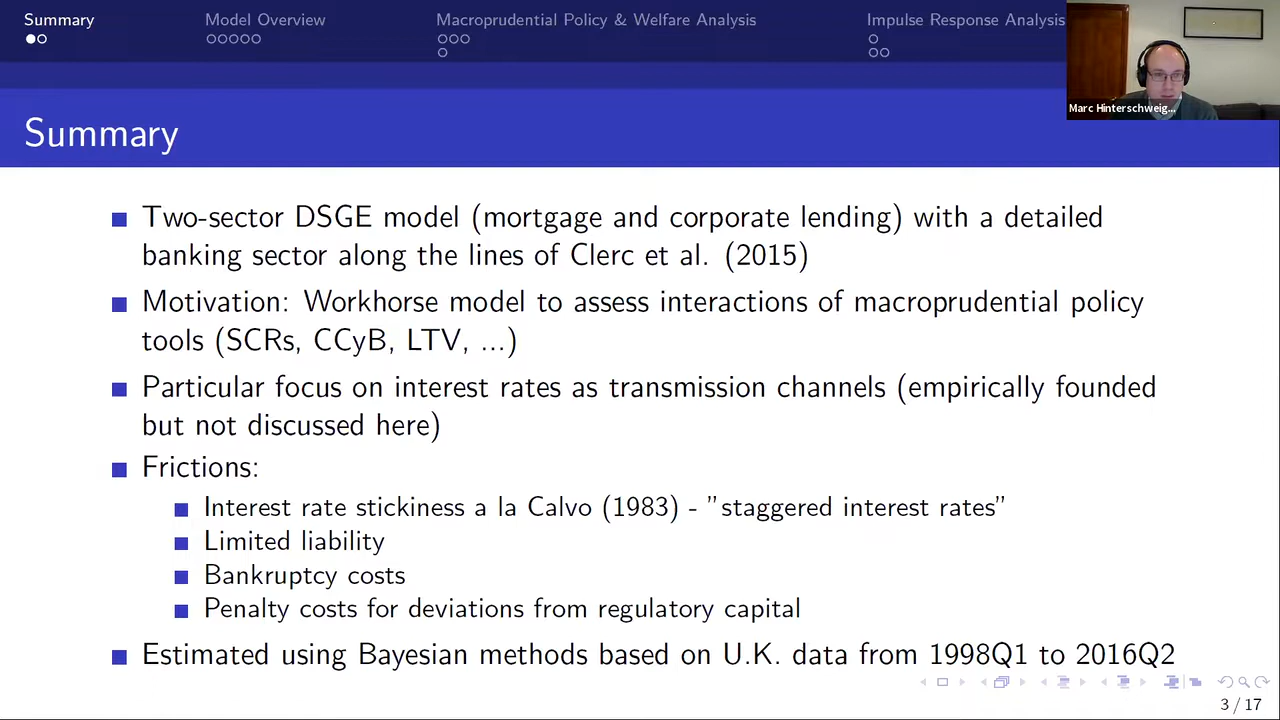 Summary
Model Overview
Macroprudential Policy & Welfare Analysis
Impulse Response Analysis
Marc Hinterschweig...
Summary
Two-sector DSGE model (mortgage and corporate lending) with a detailed
banking sector along the lines of Clerc et al. (2015)
Motivation: Workhorse model to assess interactions of macroprudential policy
tools (SCRs, CCyB, LTV, ...)
Particular focus on interest rates as transmission channels (empirically founded
but not discussed here)
Frictions:
Interest rate stickiness a la Calvo (1983) - "staggered interest rates"
Limited liability
Bankruptcy costs
Penalty costs for deviations from regulatory capital
Estimated using Bayesian methods based on U.K. data from 1998Q1 to 2016Q2
3 / 17